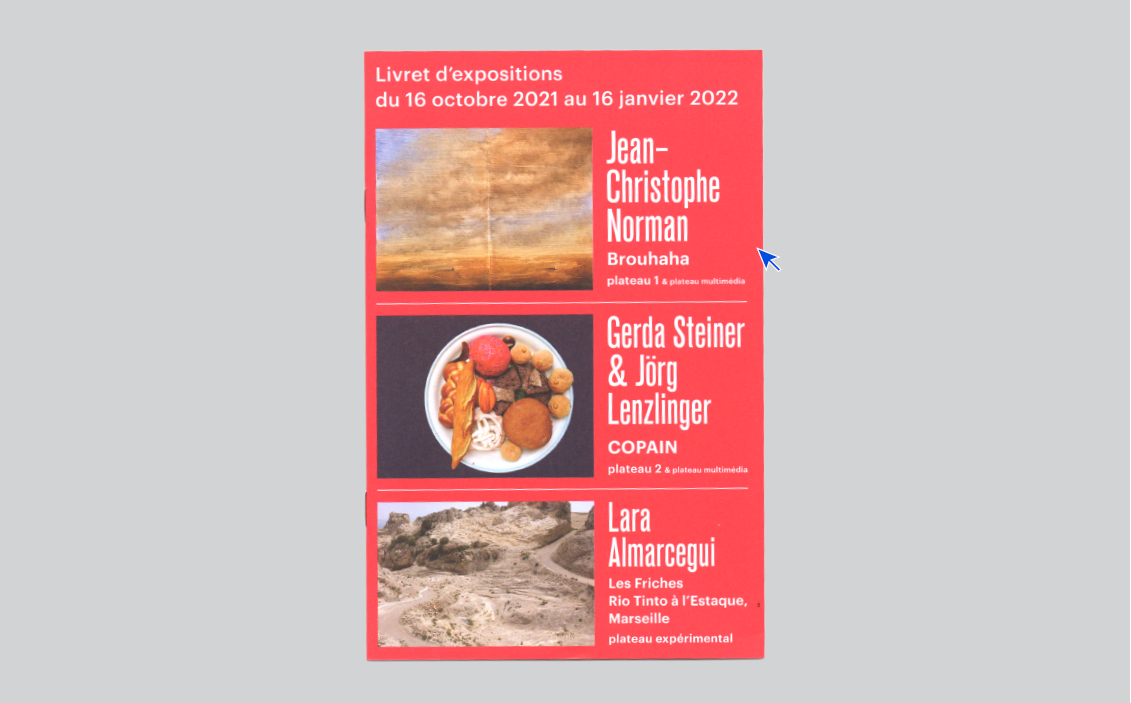 Livret d'expositions
du 16 octobre 2021 au 16 janvier 2022
Jean–
Christophe
Norman
Brouhaha
plateau 1 & plateau multimédia
Gerda Steiner
& Jörg
Lenzlinger
COPAIN
plateau 2 & plateau multimédia
Lara
Almarcegui
Les Friches
Rio Tinto à l'Estaque,
Marseille
plateau expérimental